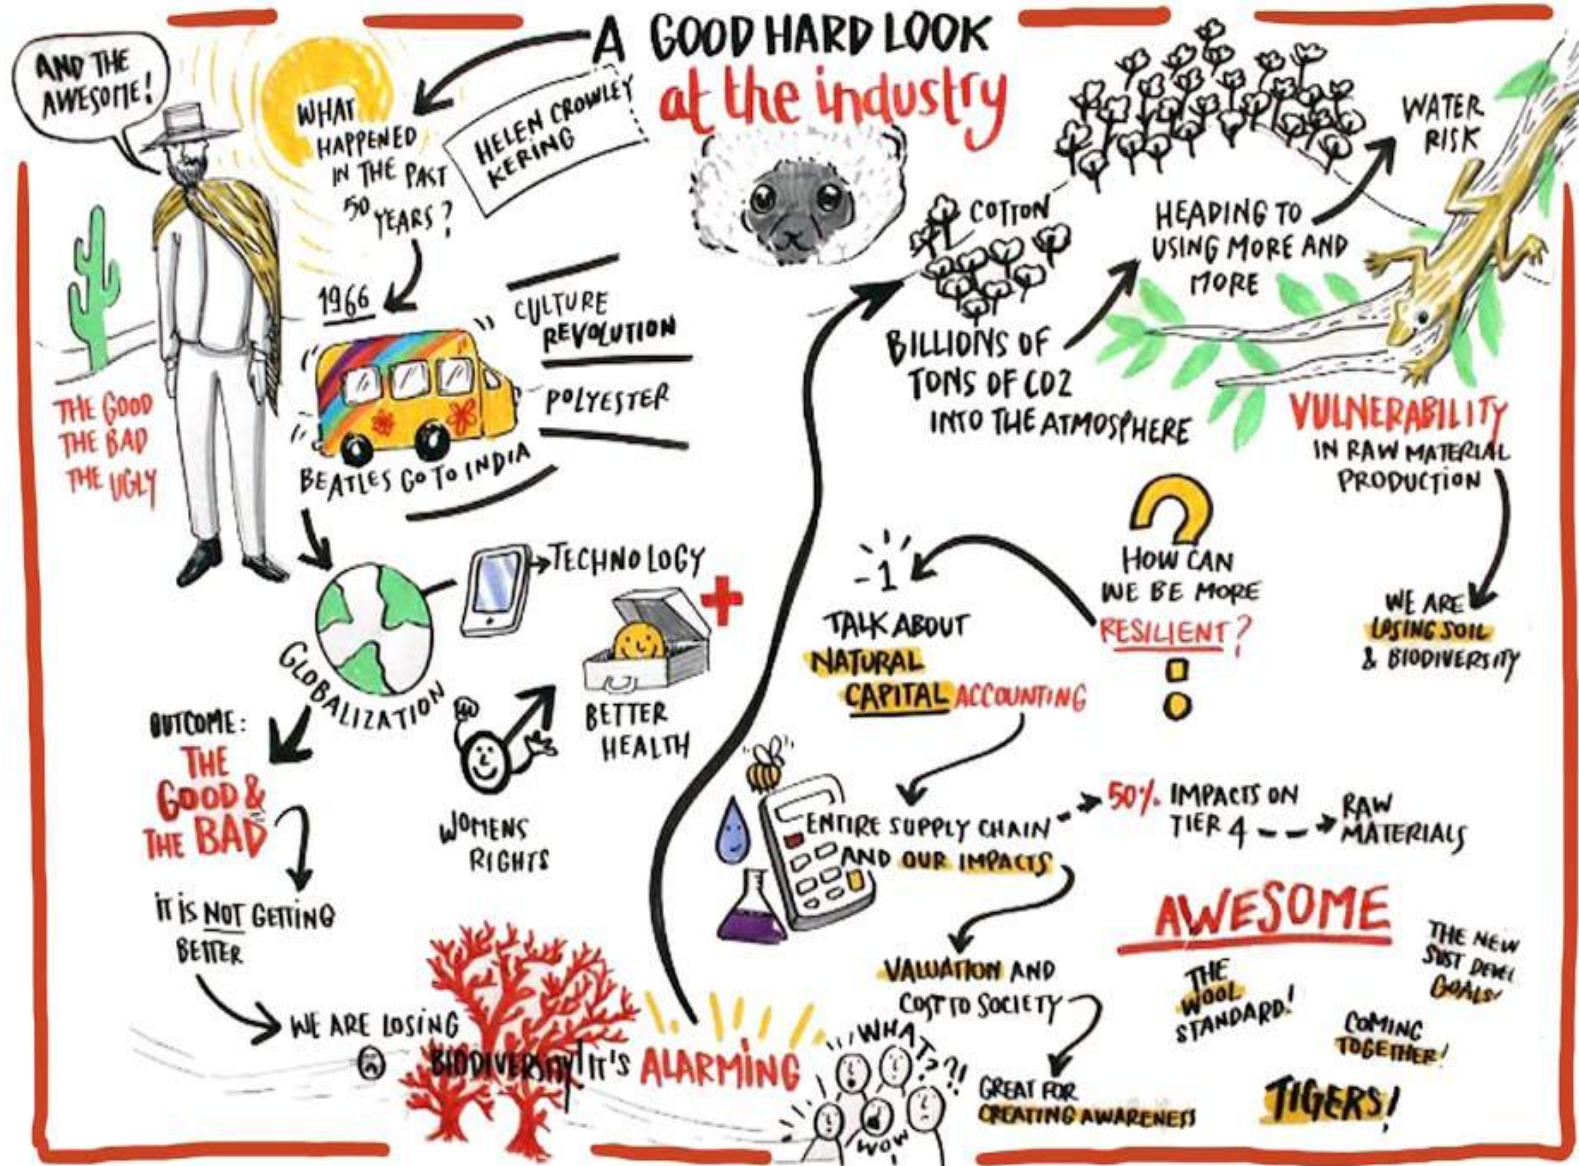 A GOOD HARD LOOK
at the industry
HELEN CROWLEY
KERING
AND THE
AWESOME!
THE GOOD
THE BAD
THE UGLY
WHAT
HAPPENED
IN THE PAST
50 YEARS?
1966
CULTURE
REVOLUTION
POLYESTER
BEATLES GO TO INDIA
GLOBALIZATION
TECHNOLOGY
BETTER
HEALTH
WOMENS
RIGHTS
OUTCOME:
THE
GOOD &
THE BAD
IT IS NOT GETTING
BETTER
WE ARE LOSING
BIODIVERSITY! IT'S ALARMING
COTTON
BILLIONS OF
TONS OF CO2
INTO THE ATMOSPHERE
HEADING TO
USING MORE AND
MORE
WATER
RISK
VULNERABILITY
IN RAW MATERIAL
PRODUCTION
WE ARE
LOSING SOIL
& BIODIVERSITY
HOW CAN
WE BE MORE
RESILIENT?
-1
TALK ABOUT
NATURAL
CAPITAL ACCOUNTING
ENTIRE SUPPLY CHAIN
AND OUR IMPACTS
50% IMPACTS ON
TIER 4
RAW
MATERIALS
VALUATION AND
COST TO SOCIETY
GREAT FOR
CREATING AWARENESS
WHAT??!
WOW!
AWESOME
THE
WOOL
STANDARD!
THE NEW
SUST DEVEL
GOALS!
COMING
TOGETHER!
TIGERS!